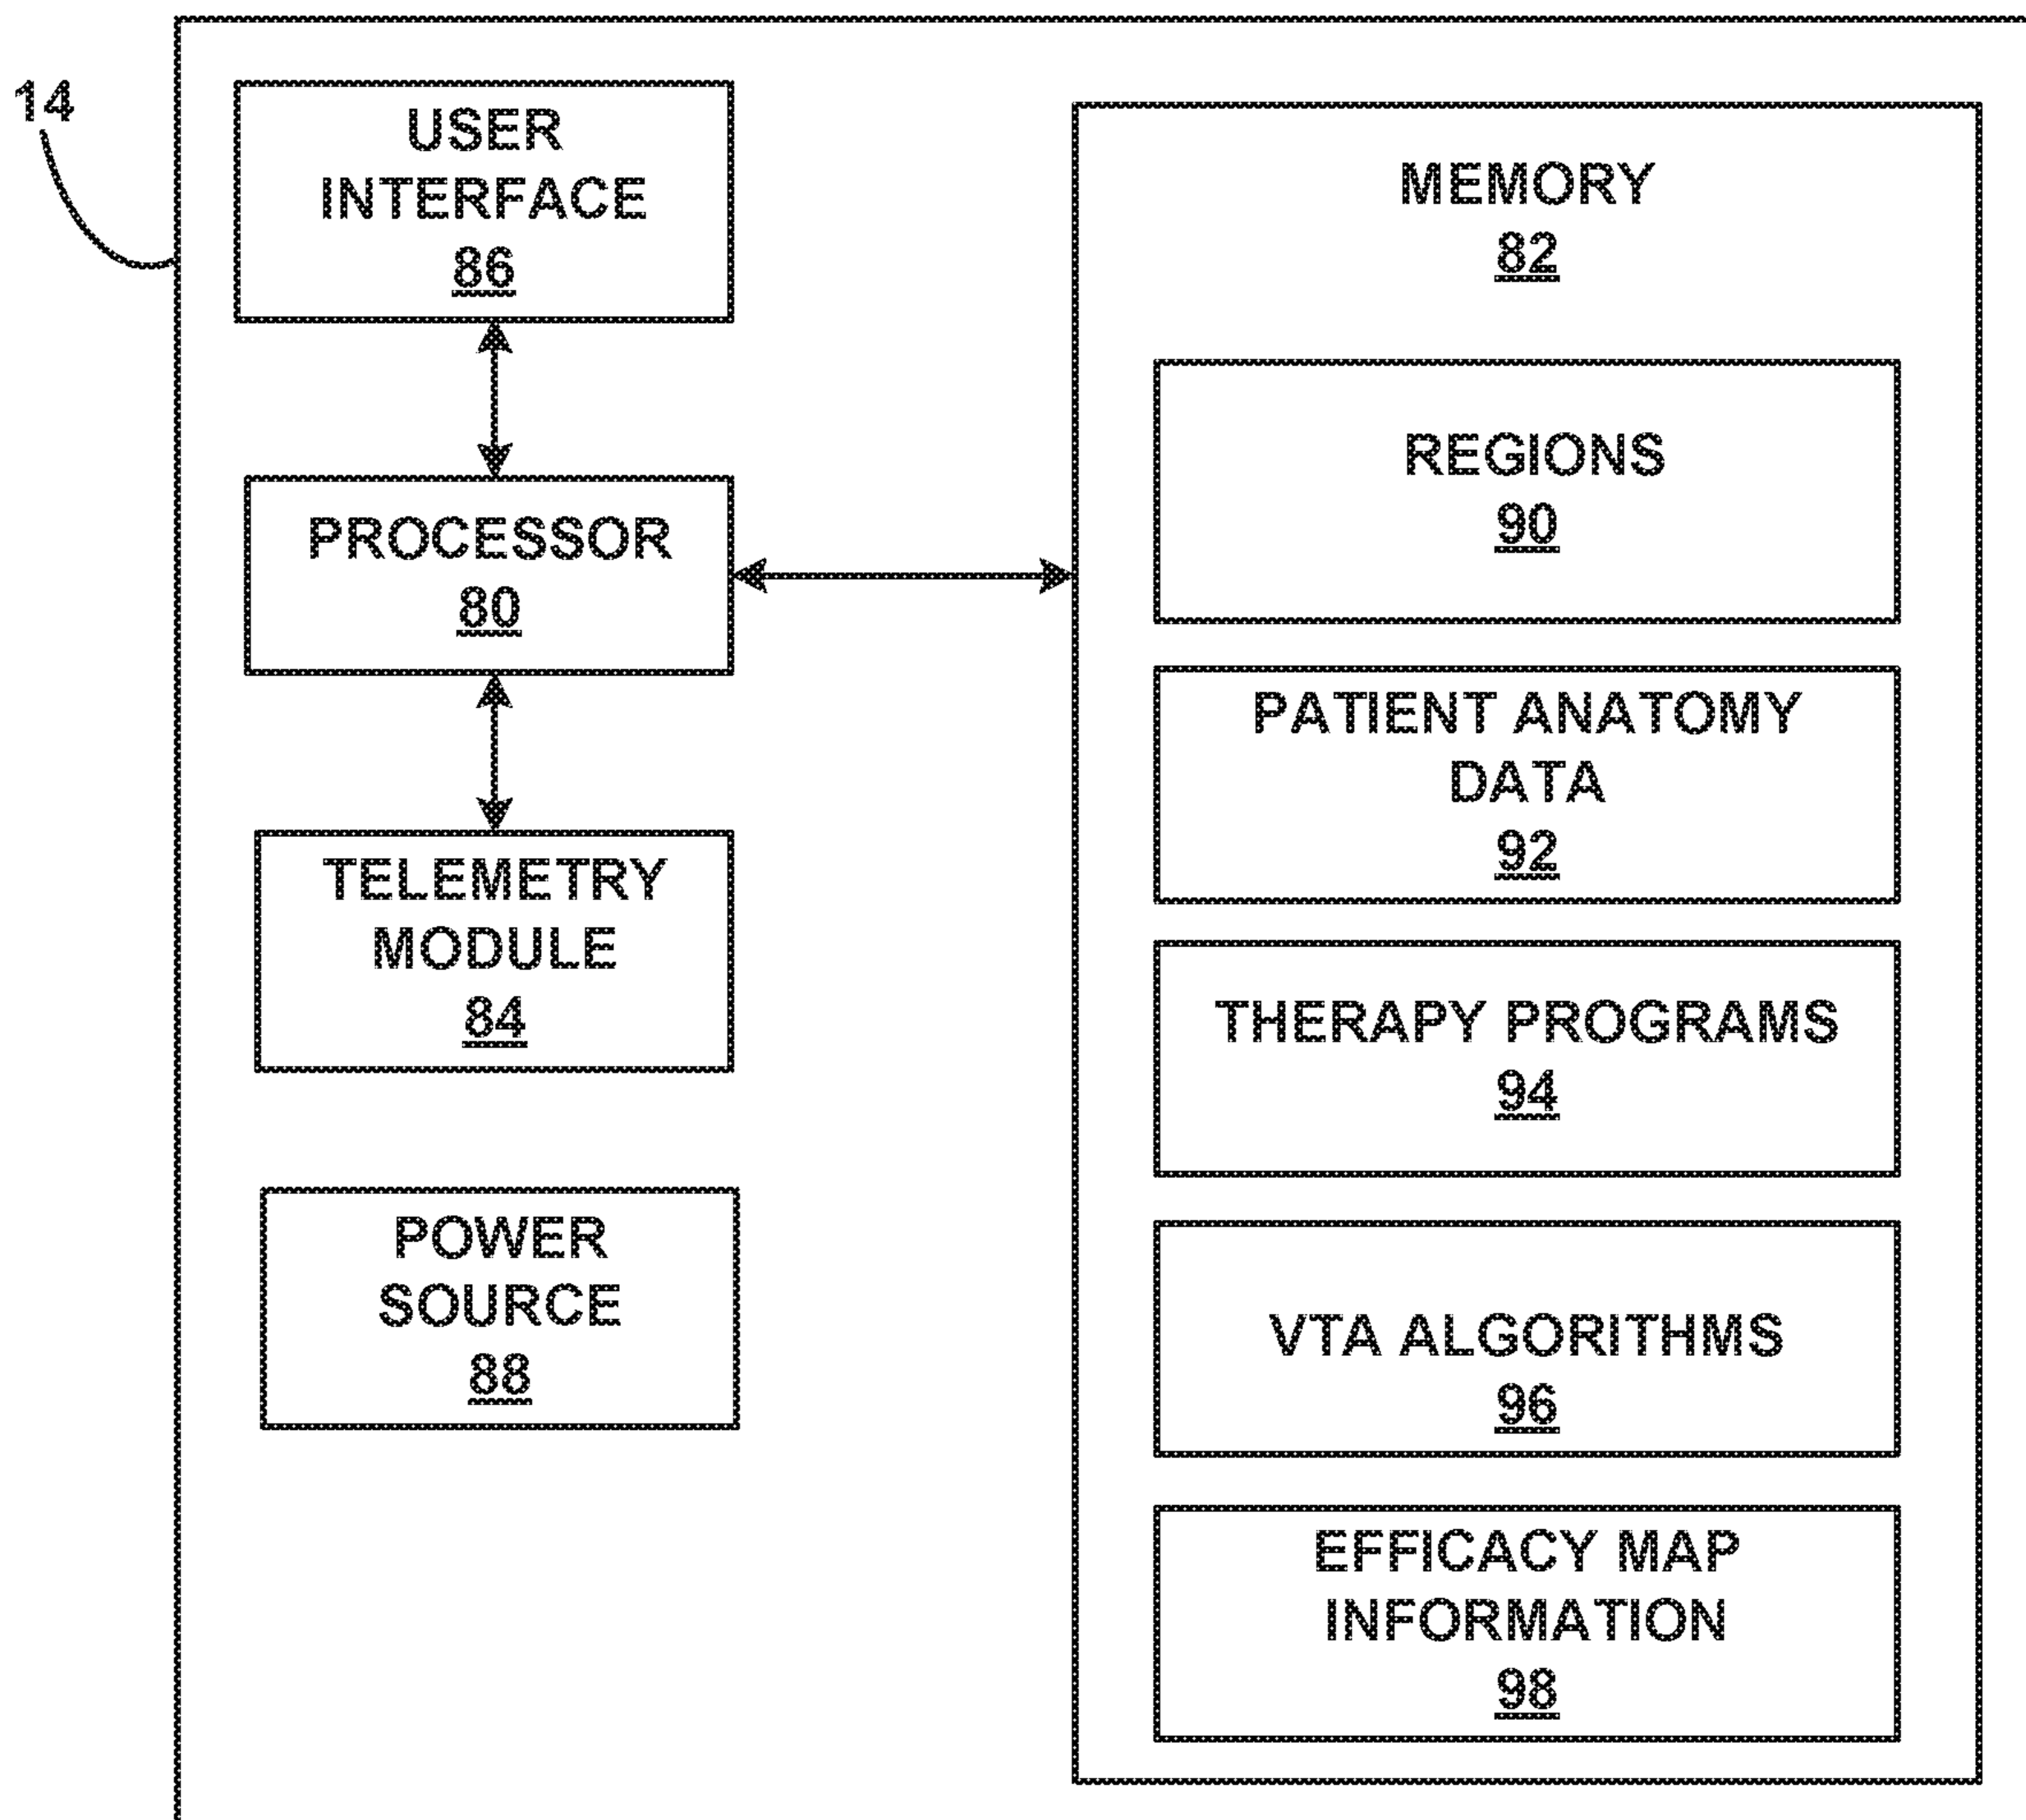 14
USER
INTERFACE
86
PROCESSOR
80
TELEMETRY
MODULE
84
POWER
SOURCE
88
MEMORY
82
REGIONS
90
PATIENT ANATOMY
DATA
92
THERAPY PROGRAMS
94
VTA ALGORITHMS
96
EFFICACY MAP
INFORMATION
98